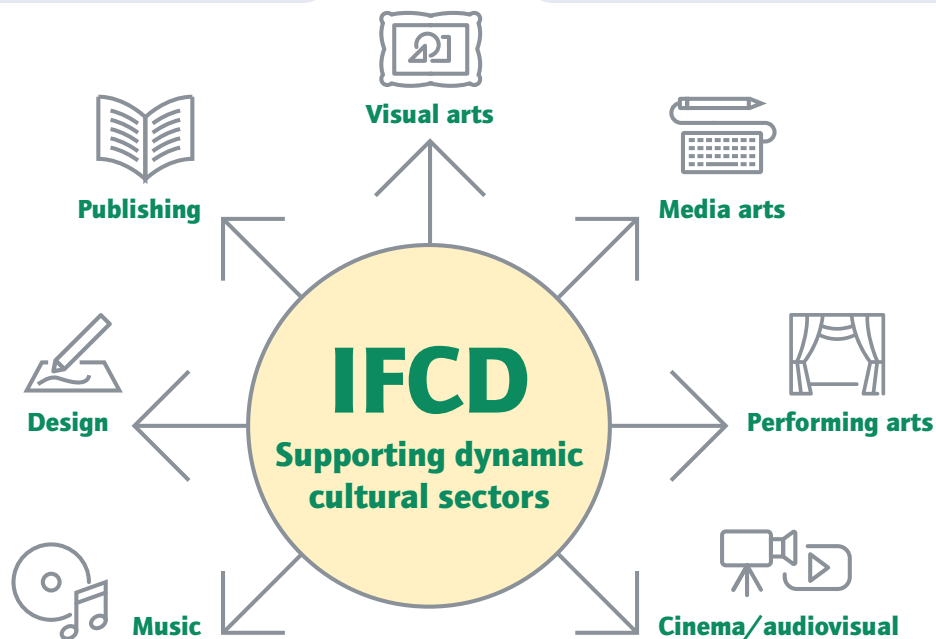 Visual arts
Publishing
Media arts
IFCD
Supporting dynamic
cultural sectors
Design
Performing arts
Music
Cinema/audiovisual